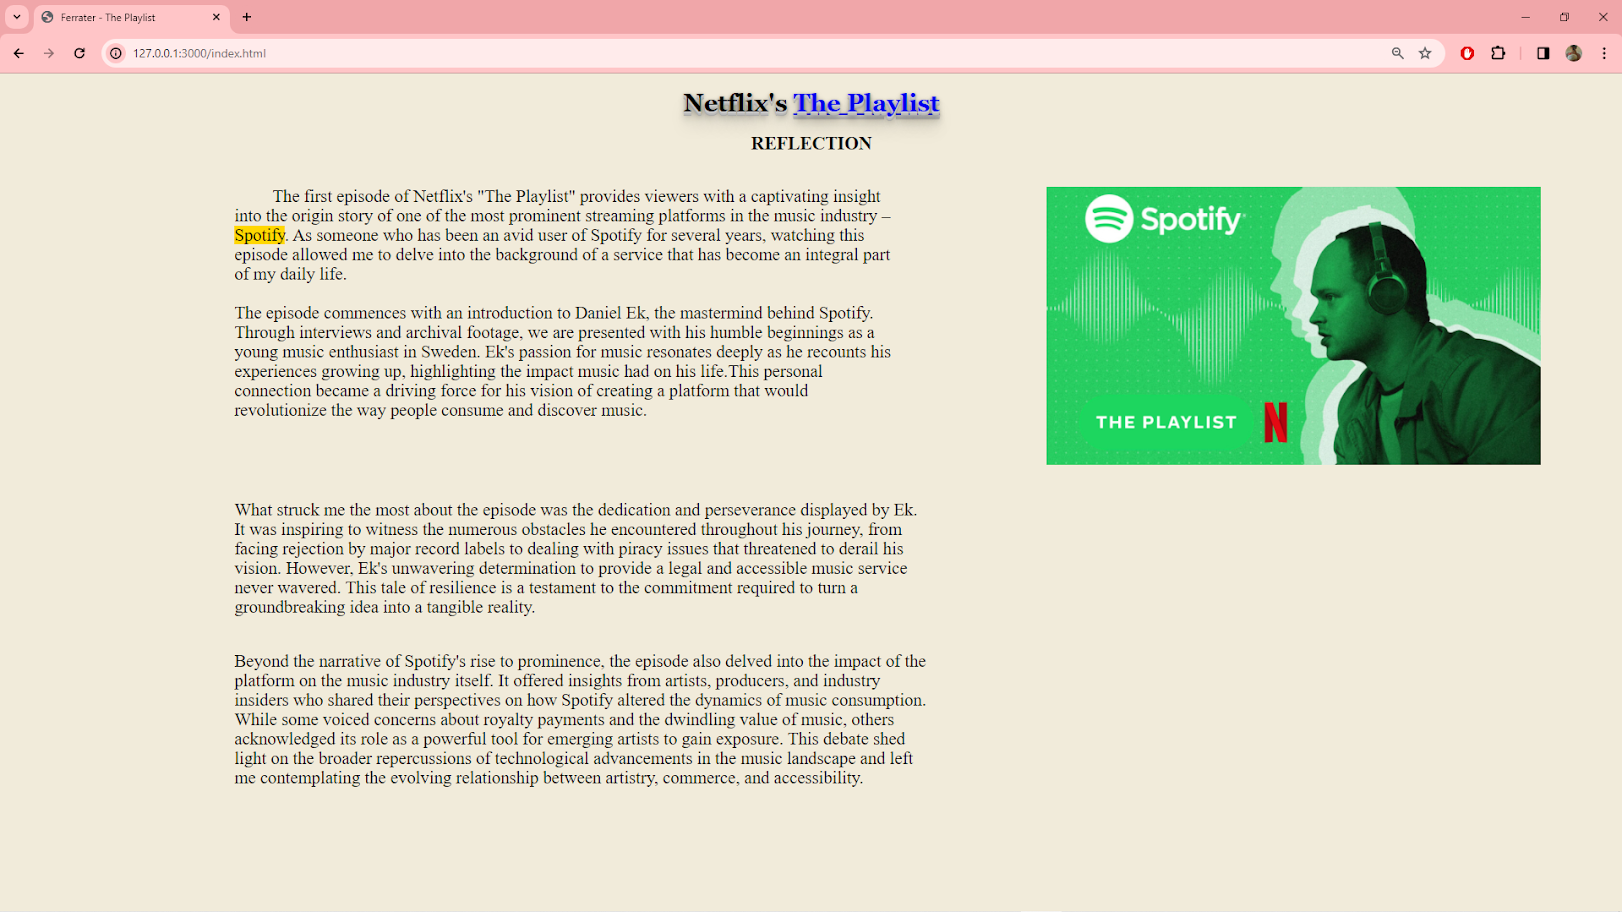 Ferrater - The Playlist
127.0.0.1:3000/index.html
Netflix's The Playlist
REFLECTION
The first episode of Netflix's "The Playlist" provides viewers with a captivating insight
into the origin story of one of the most prominent streaming platforms in the music industry –
Spotify. As someone who has been an avid user of Spotify for several years, watching this
episode allowed me to delve into the background of a service that has become an integral part
of my daily life.
The episode commences with an introduction to Daniel Ek, the mastermind behind Spotify.
Through interviews and archival footage, we are presented with his humble beginnings as a
young music enthusiast in Sweden. Ek's passion for music resonates deeply as he recounts his
experiences growing up, highlighting the impact music had on his life.This personal
connection became a driving force for his vision of creating a platform that would
revolutionize the way people consume and discover music.
Spotify
THE PLAYLIST N
What struck me the most about the episode was the dedication and perseverance displayed by Ek.
It was inspiring to witness the numerous obstacles he encountered throughout his journey, from
facing rejection by major record labels to dealing with piracy issues that threatened to derail his
vision. However, Ek's unwavering determination to provide a legal and accessible music service
never wavered. This tale of resilience is a testament to the commitment required to turn a
groundbreaking idea into a tangible reality.
Beyond the narrative of Spotify's rise to prominence, the episode also delved into the impact of the
platform on the music industry itself. It offered insights from artists, producers, and industry
insiders who shared their perspectives on how Spotify altered the dynamics of music consumption.
While some voiced concerns about royalty payments and the dwindling value of music, others
acknowledged its role as a powerful tool for emerging artists to gain exposure. This debate shed
light on the broader repercussions of technological advancements in the music landscape and left
me contemplating the evolving relationship between artistry, commerce, and accessibility.